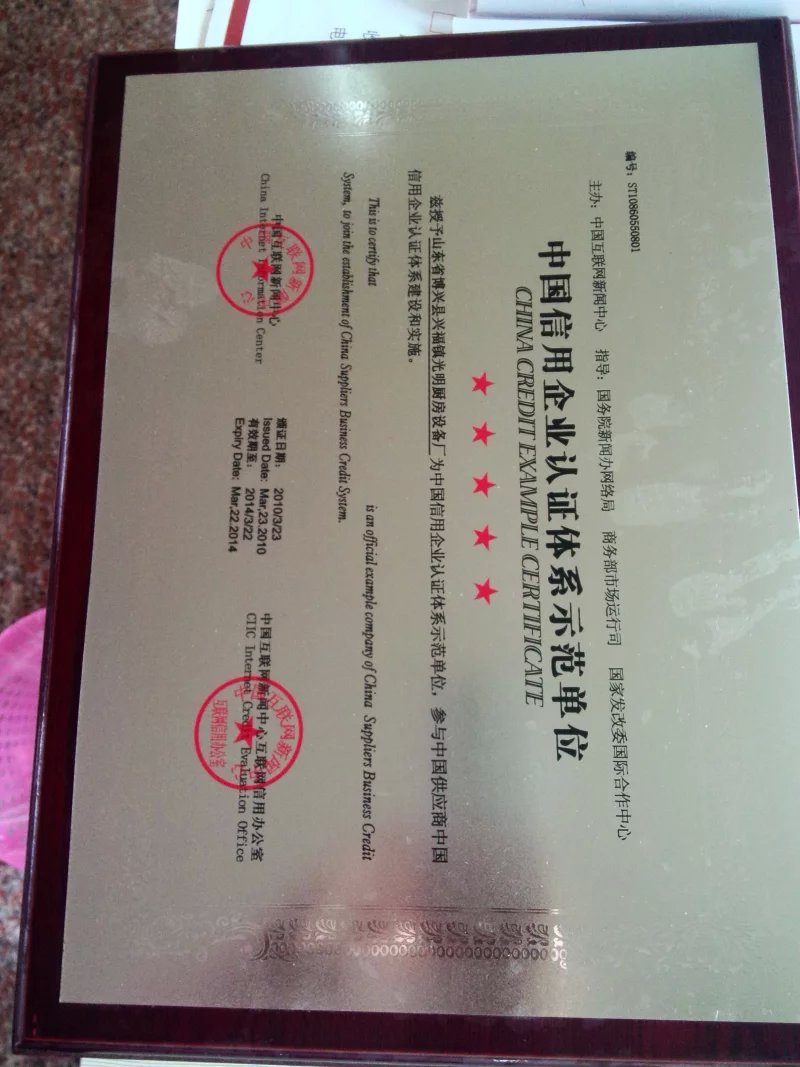 编号：ST10860550801
主办：中国互联网新闻中心 指导：国务院新闻办网络局 商务部市场运行司 国家发改委国际合作中心
中国信用企业认证体系示范单位
CHINA CREDIT EXAMPLE CERTIFICATE
兹授予山东省博兴县兴福镇光明厨房设备厂为中国信用企业认证体系示范单位，参与中国供应商中国
信用企业认证体系建设和实施。
This is to certify that is an official example company of China Suppliers Business Credit
System, to join the establishment of China Suppliers Business Credit System.
中国互联网新闻中心
China Internet Information Center
颁证日期： 2010/3/23
Issued Date: Mar,23.2010
有效期至： 2014/3/22
Expiry Date: Mar,22.2014
中国互联网新闻中心互联网信用办公室
CIIC Internet Credit Evaluation Office
互联网信用办公室